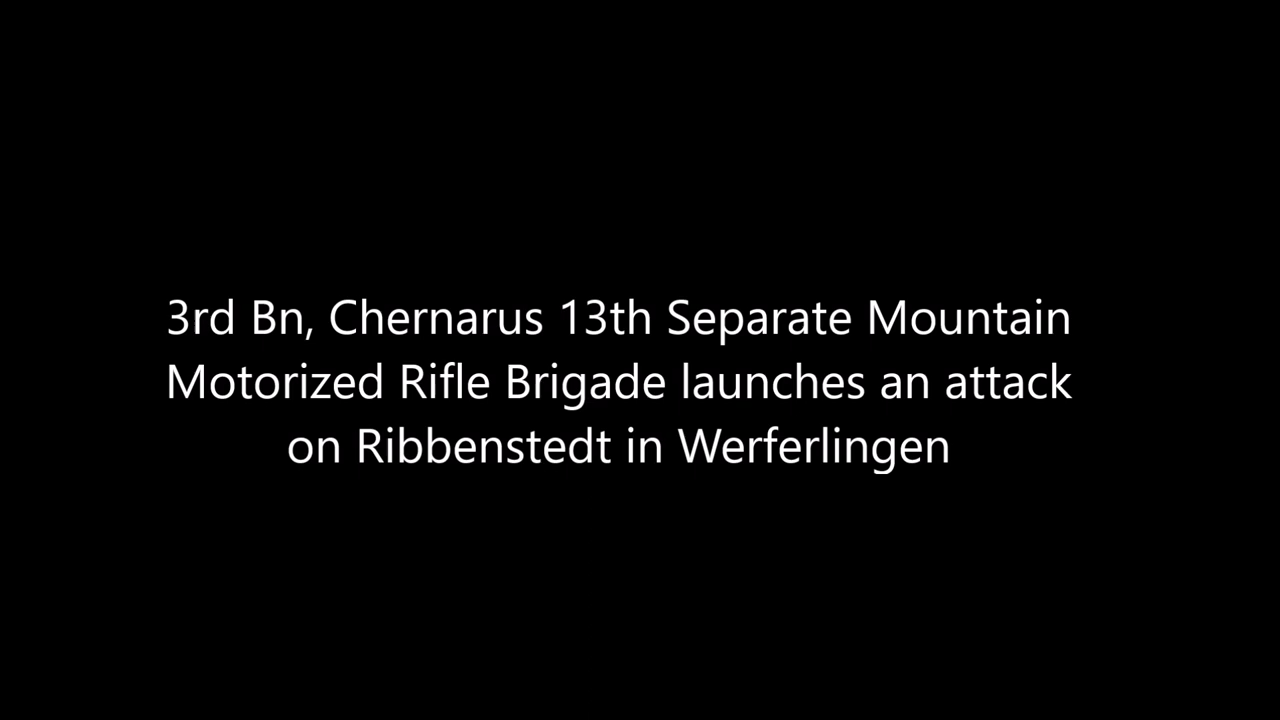 3rd Bn, Chernarus 13th Separate Mountain
Motorized Rifle Brigade launches an attack
on Ribbenstedt in Werferlingen